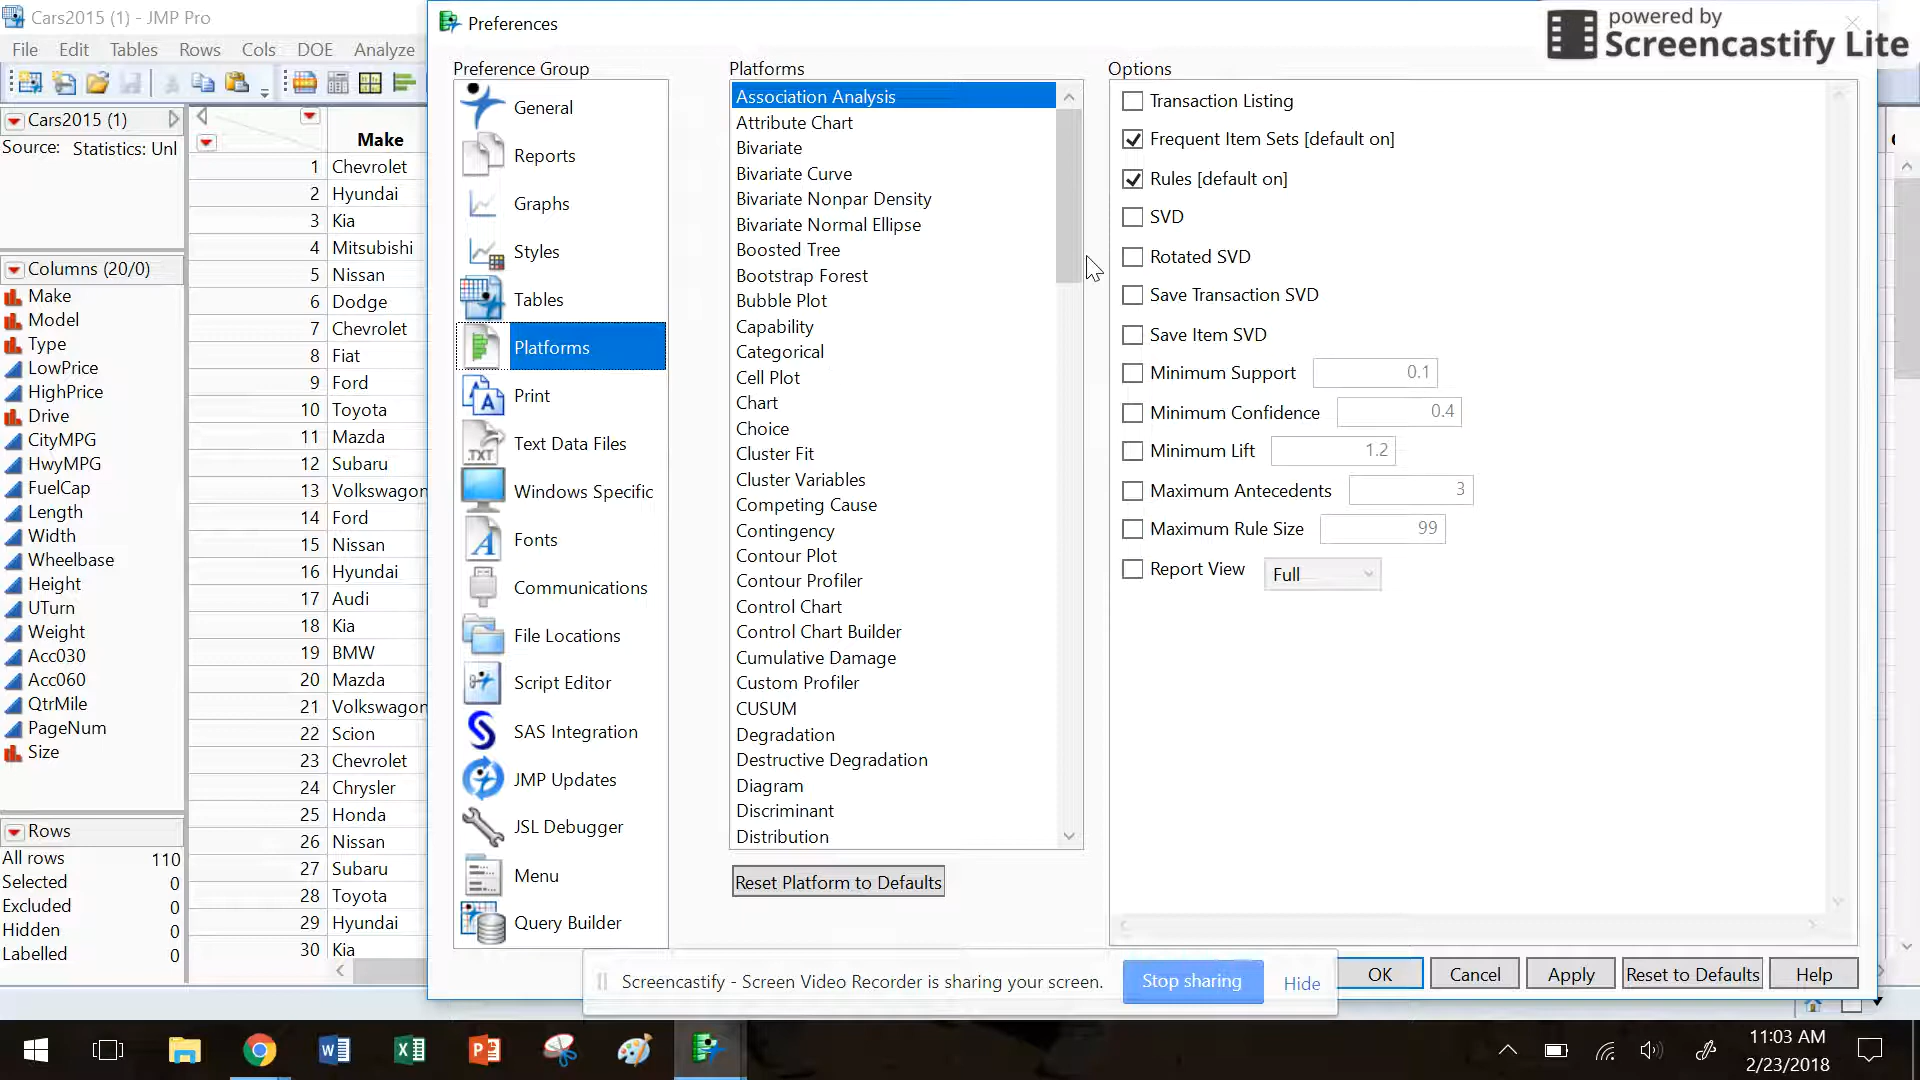 Cars2015 (1) - JMP Pro
File Edit Tables Rows Cols DOE Analyze
Preferences
powered by
Screencastify Lite
Cars2015 (1)
Source: Statistics: Unl
Columns (20/0)
Make
Model
Type
LowPrice
HighPrice
Drive
CityMPG
HwyMPG
FuelCap
Length
Width
Wheelbase
Height
UTurn
Weight
Acc030
Acc060
QtrMile
PageNum
Size
Rows
All rows 110
Selected 0
Excluded 0
Hidden 0
Labelled 0
Make
1 Chevrolet
2 Hyundai
3 Kia
4 Mitsubishi
5 Nissan
6 Dodge
7 Chevrolet
8 Fiat
9 Ford
10 Toyota
11 Mazda
12 Subaru
13 Volkswagon
14 Ford
15 Nissan
16 Hyundai
17 Audi
18 Kia
19 BMW
20 Mazda
21 Volkswagon
22 Scion
23 Chevrolet
24 Chrysler
25 Honda
26 Nissan
27 Subaru
28 Toyota
29 Hyundai
30 Kia
Preference Group
General
Reports
Graphs
Styles
Tables
Platforms
Print
.TXT Text Data Files
Windows Specific
Fonts
Communications
File Locations
Script Editor
SAS Integration
JMP Updates
JSL Debugger
Menu
Query Builder
Platforms
Association Analysis
Attribute Chart
Bivariate
Bivariate Curve
Bivariate Nonpar Density
Bivariate Normal Ellipse
Boosted Tree
Bootstrap Forest
Bubble Plot
Capability
Categorical
Cell Plot
Chart
Choice
Cluster Fit
Cluster Variables
Competing Cause
Contingency
Contour Plot
Contour Profiler
Control Chart
Control Chart Builder
Cumulative Damage
Custom Profiler
CUSUM
Degradation
Destructive Degradation
Diagram
Discriminant
Distribution
Reset Platform to Defaults
Options
Transaction Listing
Frequent Item Sets [default on]
Rules [default on]
SVD
Rotated SVD
Save Transaction SVD
Save Item SVD
Minimum Support 0.1
Minimum Confidence 0.4
Minimum Lift 1.2
Maximum Antecedents 3
Maximum Rule Size 99
Report View Full
Screencastify - Screen Video Recorder is sharing your screen. Stop sharing Hide
OK Cancel Apply Reset to Defaults Help
11:03 AM
2/23/2018